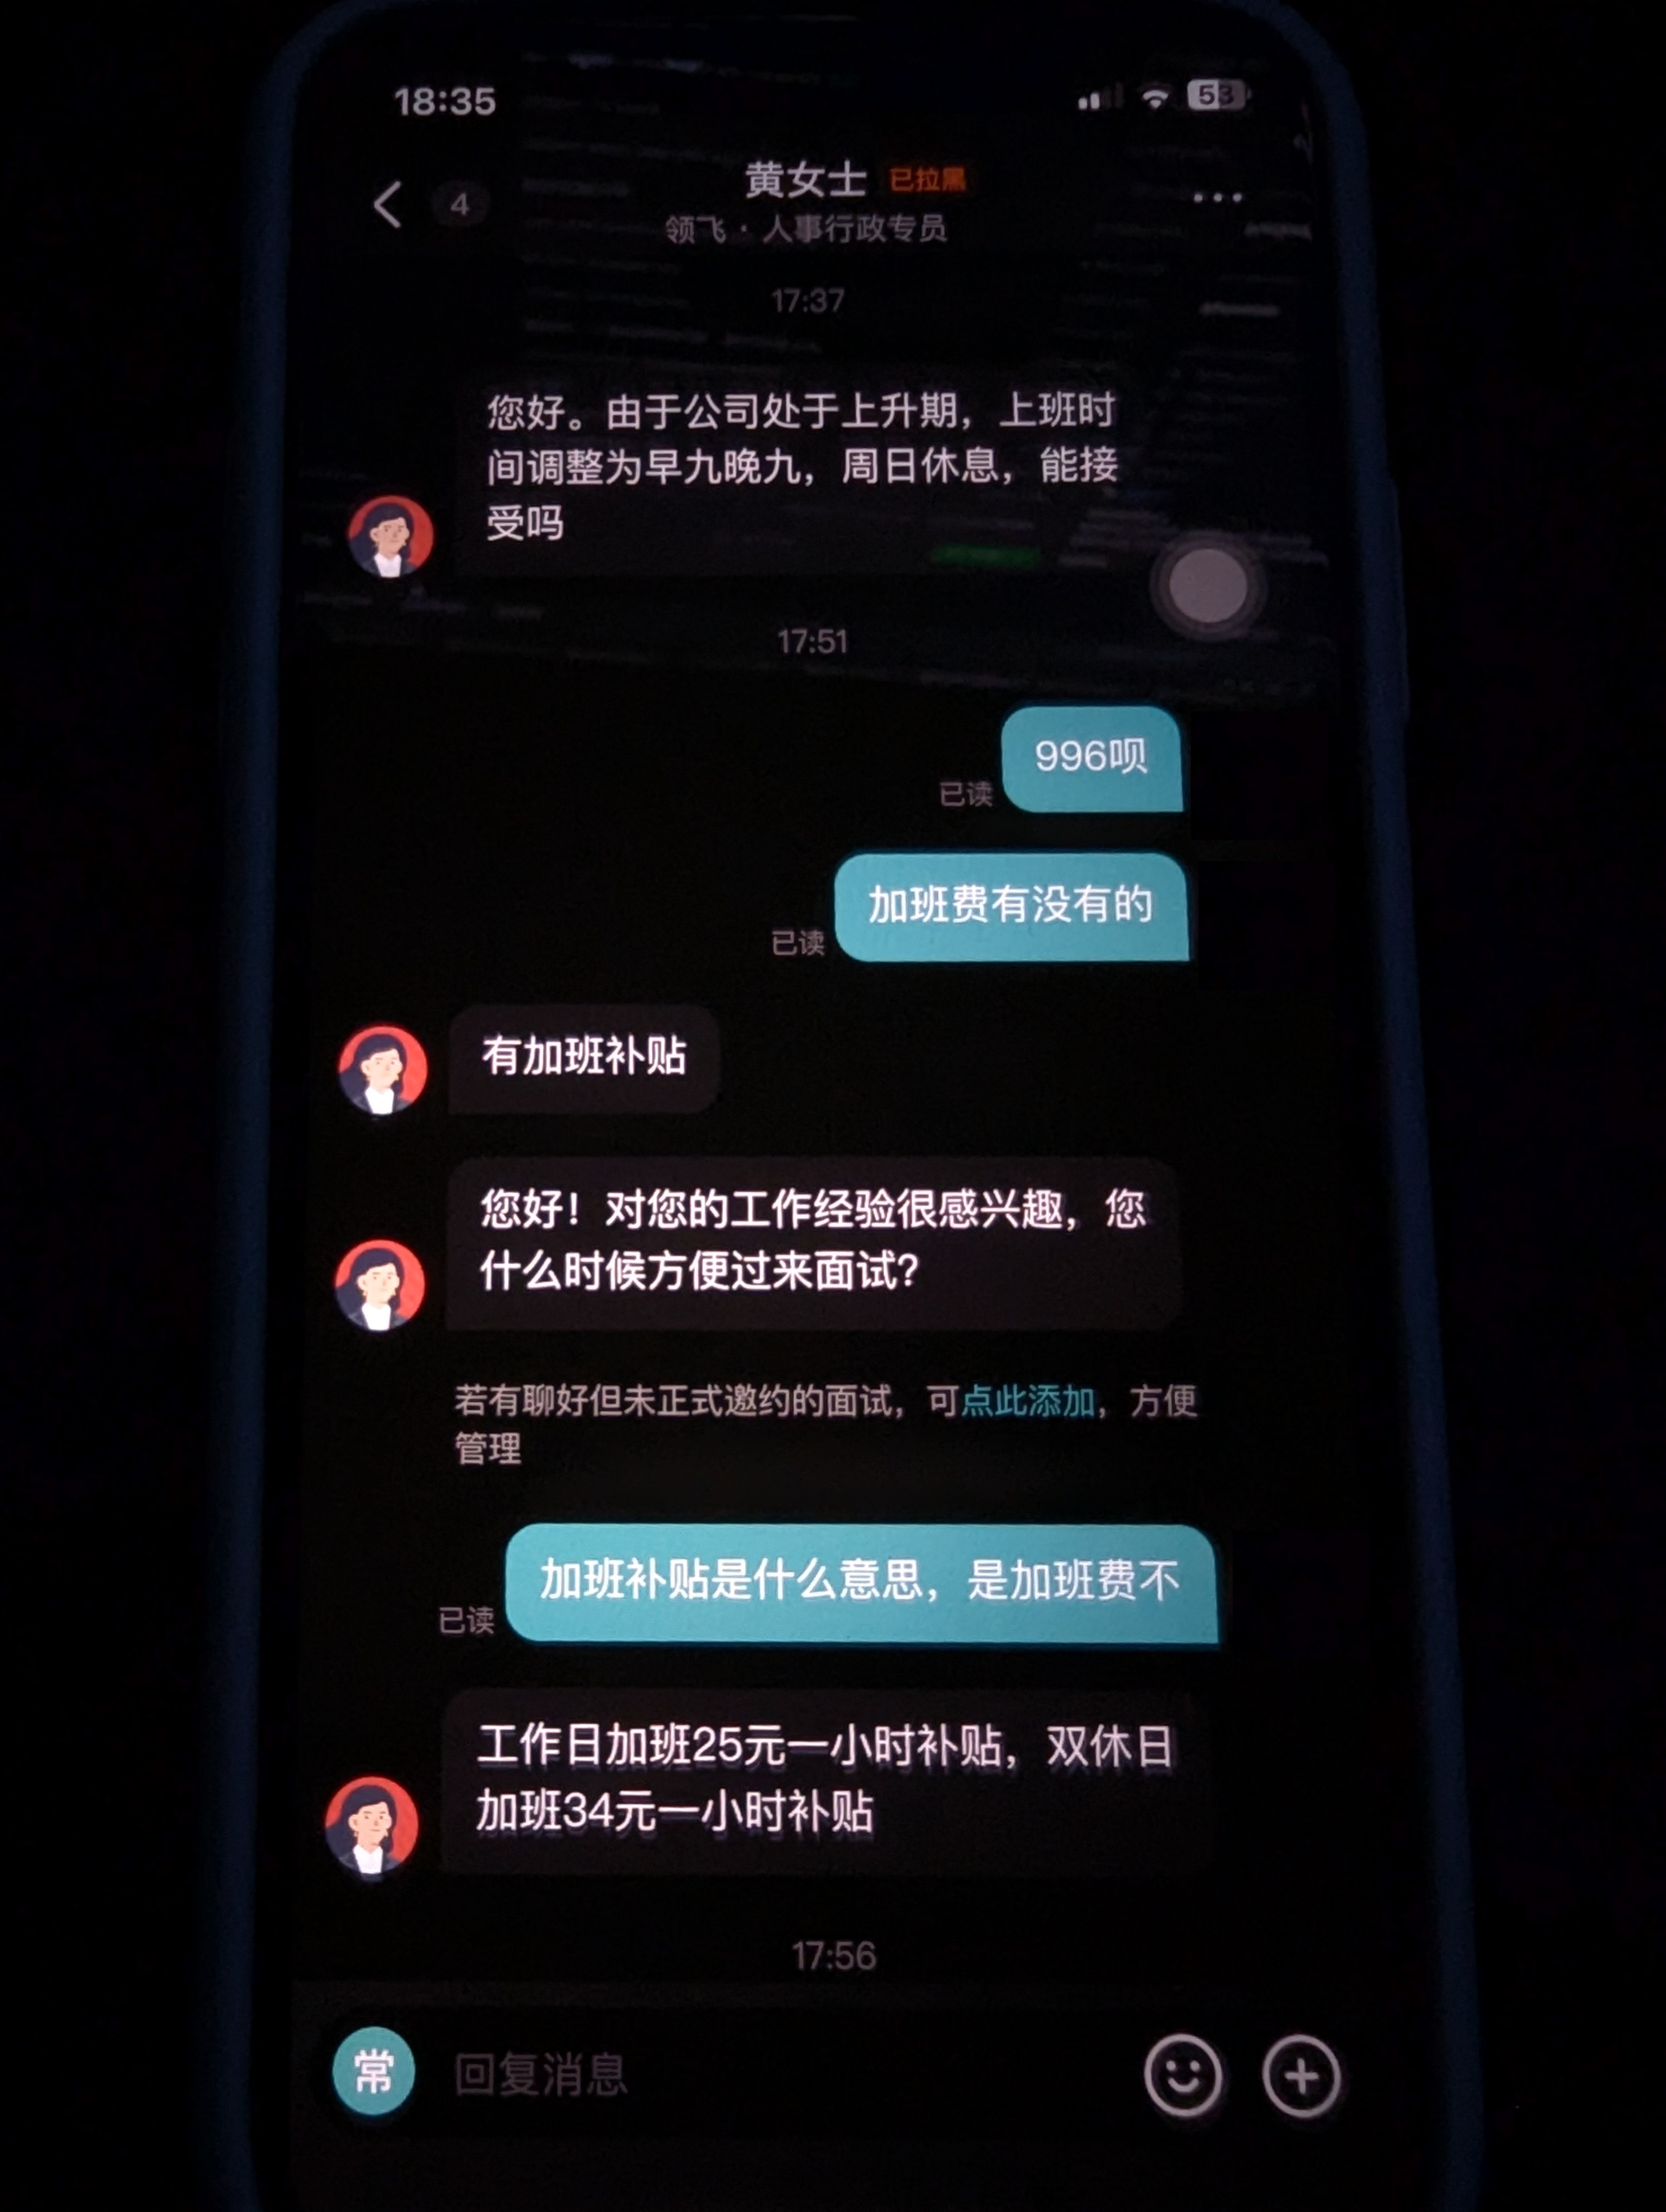 18:35
53
4
黄女士 已拉黑
领飞·人事行政专员
17:37
您好。由于公司处于上升期，上班时
间调整为早九晚九，周日休息，能接
受吗
17:51
996呗
已读
加班费有没有的
已读
有加班补贴
您好！对您的工作经验很感兴趣，您
什么时候方便过来面试？
若有聊好但未正式邀约的面试，可点此添加，方便
管理
加班补贴是什么意思，是加班费不
已读
工作日加班25元一小时补贴，双休日
加班34元一小时补贴
17:56
常 回复消息